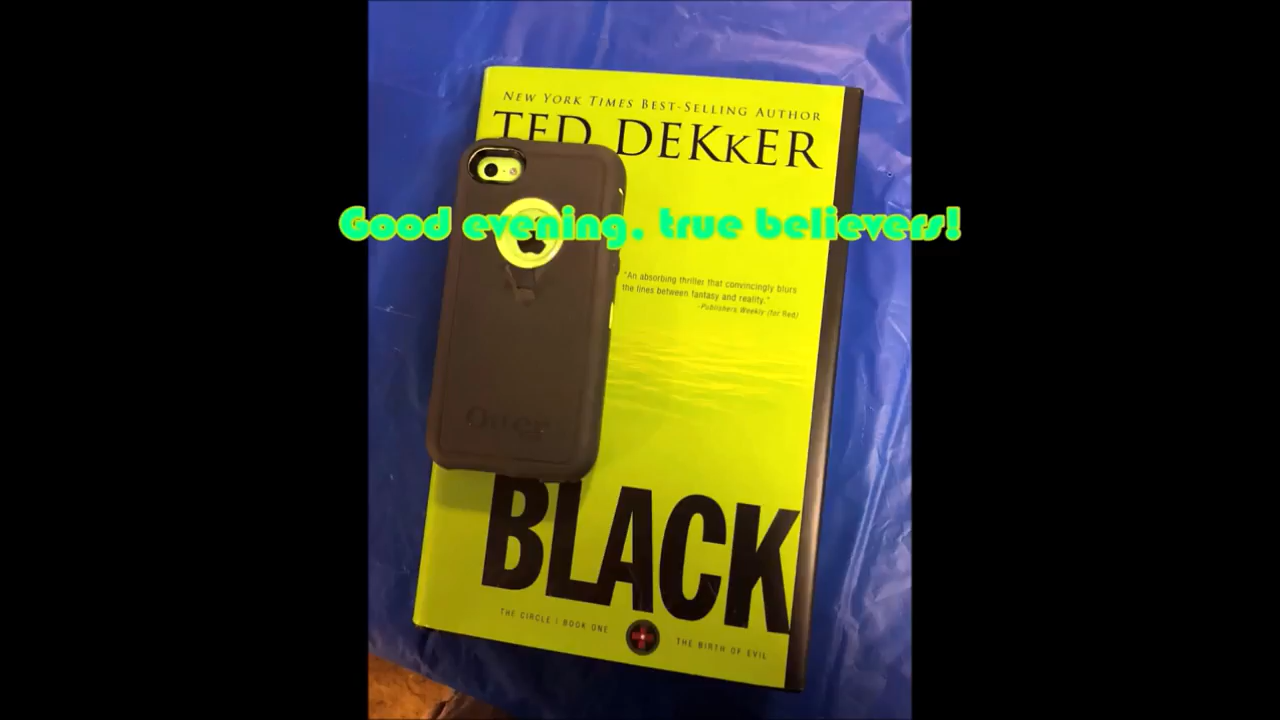 NEW YORK TIMES BEST-SELLING AUTHOR
TED DEKKER
Good evening, true believers!
"An absorbing thriller that convincingly blurs
the lines between fantasy and reality."
-Publishers Weekly (for Red)
OTTER
BLACK
THE CIRCLE | BOOK ONE
THE BIRTH OF EVIL